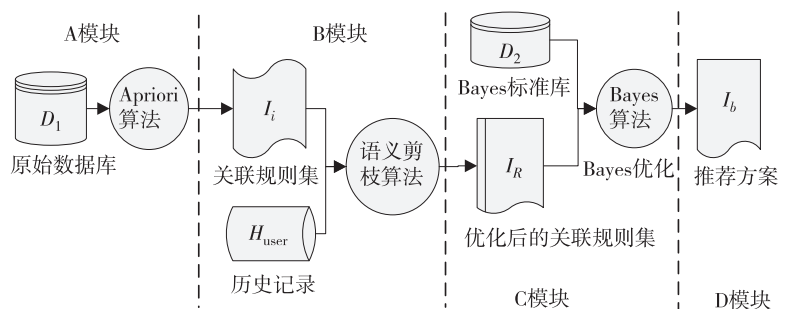 A模块
B模块
D₁
原始数据库
Apriori
算法
Iᵢ
关联规则集
H_user
历史记录
语义剪
枝算法
D₂
Bayes标准库
I_R
优化后的关联规则集
Bayes
算法
Bayes优化
I_b
推荐方案
C模块
D模块